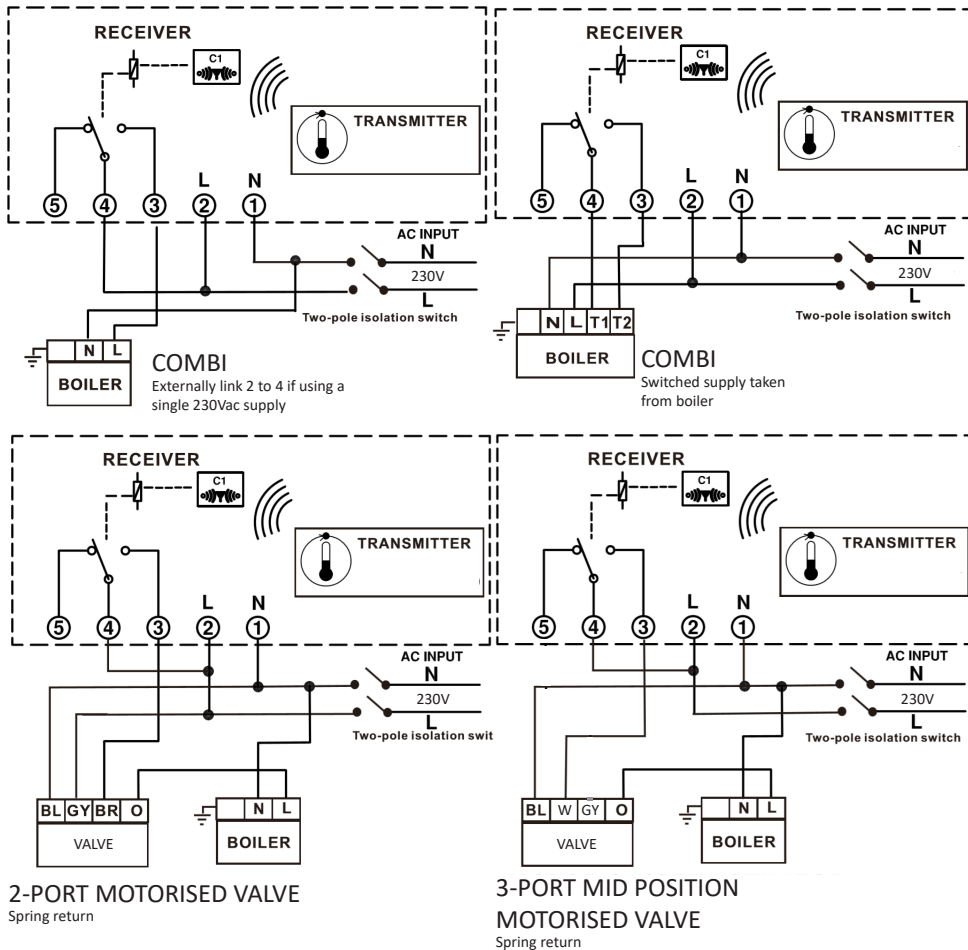 RECEIVER
C1
TRANSMITTER
L N
5 4 3 2 1
AC INPUT
N
230V
L
Two-pole isolation switch
N L
BOILER
COMBI
Externally link 2 to 4 if using a
single 230Vac supply
RECEIVER
C1
TRANSMITTER
L N
5 4 3 2 1
AC INPUT
N
230V
L
Two-pole isolation switch
N L T1 T2
BOILER
COMBI
Switched supply taken
from boiler
RECEIVER
C1
TRANSMITTER
L N
5 4 3 2 1
AC INPUT
N
230V
L
Two-pole isolation swit
BL GY BR O
VALVE
N L
BOILER
2-PORT MOTORISED VALVE
Spring return
RECEIVER
C1
TRANSMITTER
L N
5 4 3 2 1
AC INPUT
N
230V
L
Two-pole isolation switch
BL W GY O
VALVE
N L
BOILER
3-PORT MID POSITION
MOTORISED VALVE
Spring return